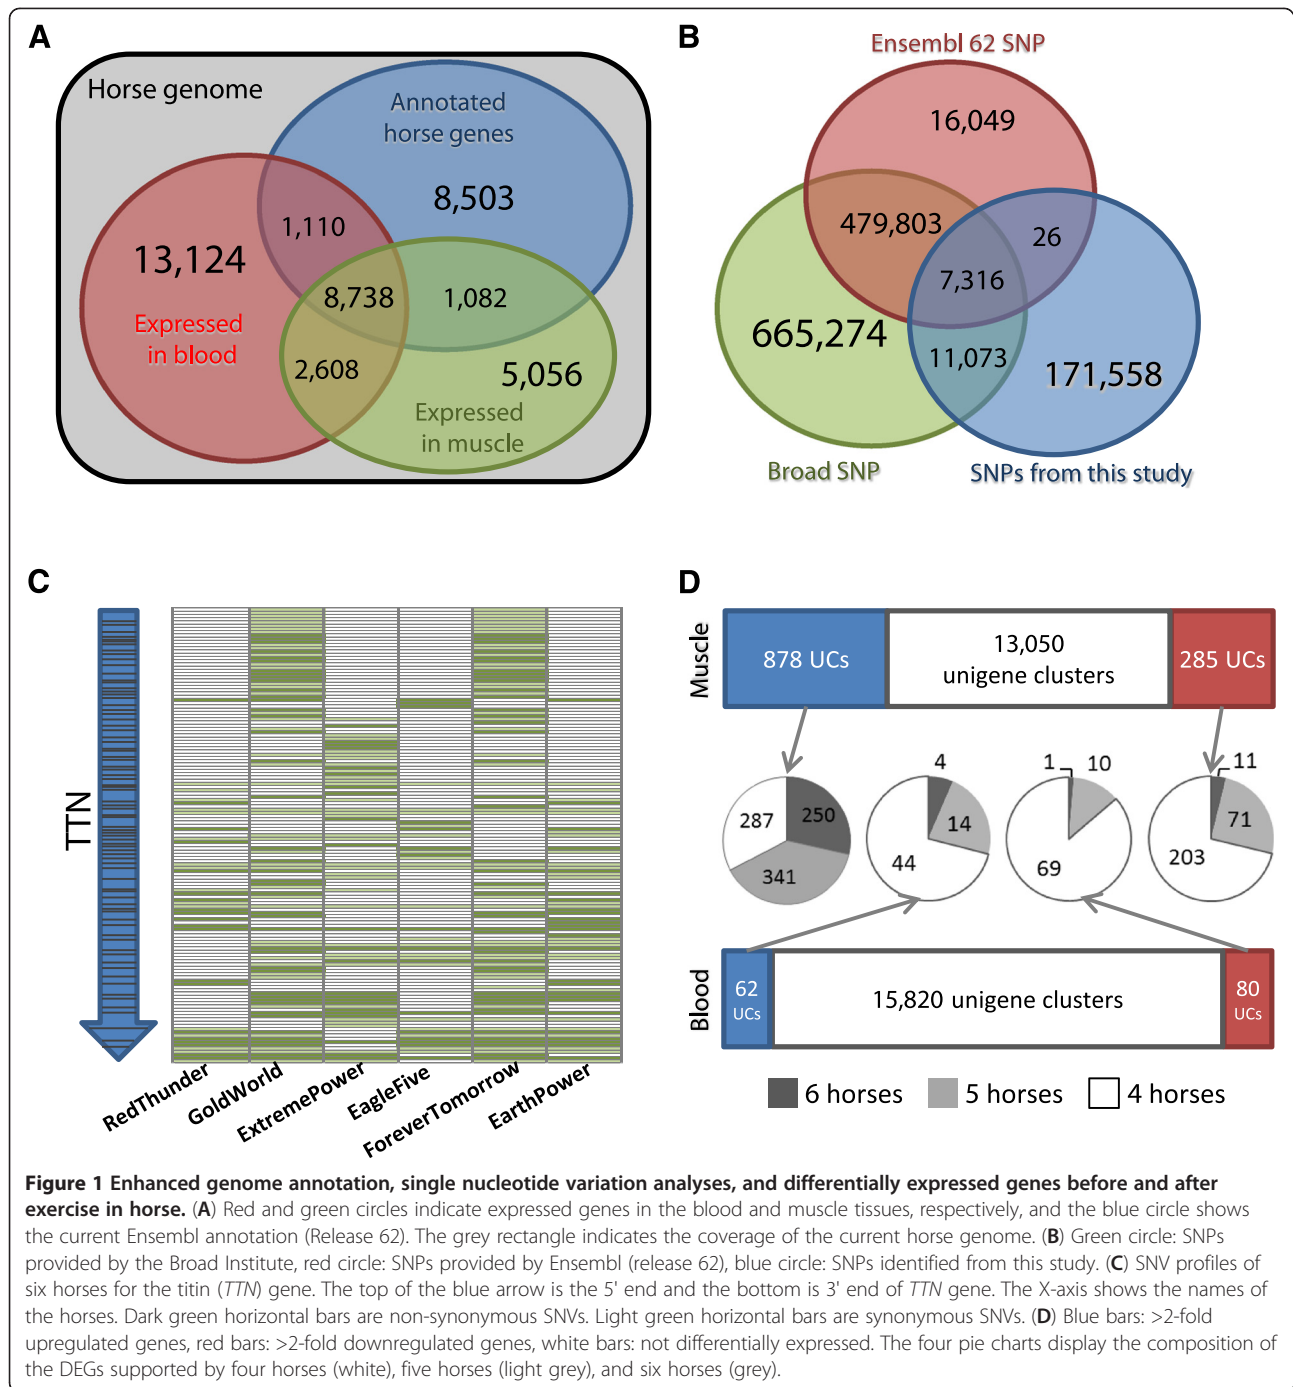 A
Horse genome
Annotated
horse genes
8,503
1,110
13,124
Expressed
in blood
8,738
1,082
2,608
5,056
Expressed
in muscle
B
Ensembl 62 SNP
16,049
479,803
26
7,316
665,274
11,073
171,558
Broad SNP
SNPs from this study
C
TTN
RedThunder
GoldWorld
ExtremePower
EagleFive
ForeverTomorrow
EarthPower
D
Muscle
878 UCs
13,050
unigene clusters
285 UCs
287
250
341
4
14
44
1
10
69
11
71
203
Blood
62
UCs
15,820 unigene clusters
80
UCs
6 horses
5 horses
4 horses
Figure 1 Enhanced genome annotation, single nucleotide variation analyses, and differentially expressed genes before and after
exercise in horse. (A) Red and green circles indicate expressed genes in the blood and muscle tissues, respectively, and the blue circle shows
the current Ensembl annotation (Release 62). The grey rectangle indicates the coverage of the current horse genome. (B) Green circle: SNPs
provided by the Broad Institute, red circle: SNPs provided by Ensembl (release 62), blue circle: SNPs identified from this study. (C) SNV profiles of
six horses for the titin (TTN) gene. The top of the blue arrow is the 5' end and the bottom is 3' end of TTN gene. The X-axis shows the names of
the horses. Dark green horizontal bars are non-synonymous SNVs. Light green horizontal bars are synonymous SNVs. (D) Blue bars: >2-fold
upregulated genes, red bars: >2-fold downregulated genes, white bars: not differentially expressed. The four pie charts display the composition of
the DEGs supported by four horses (white), five horses (light grey), and six horses (grey).